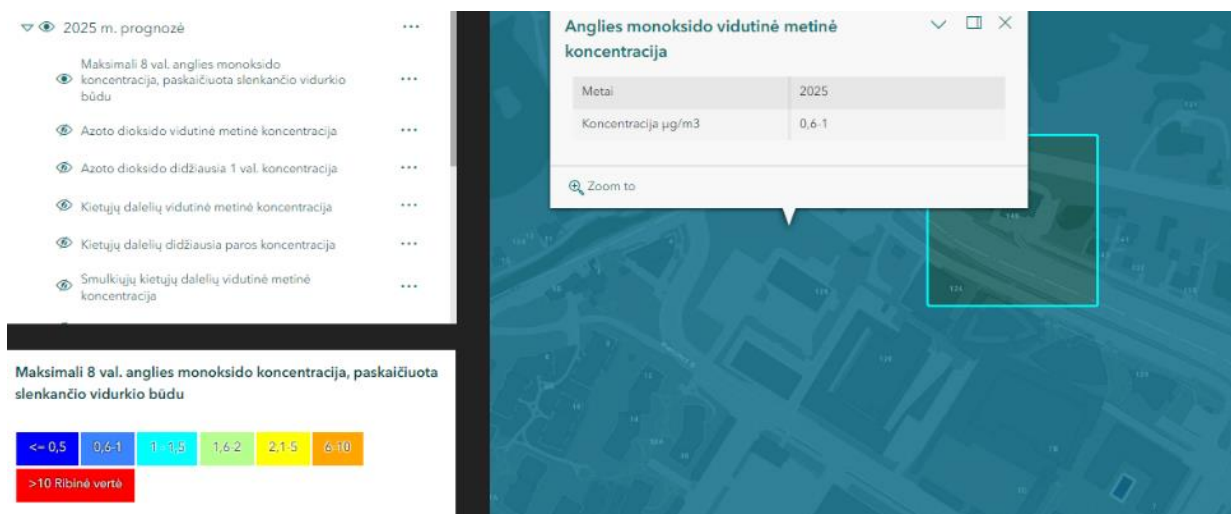 2025 m. prognozė
Maksimali 8 val. anglies monoksido
koncentracija, paskaičiuota slenkančio vidurkio
būdu
Azoto dioksido vidutinė metinė koncentracija
Azoto dioksido didžiausia 1 val. koncentracija
Kietųjų dalelių vidutinė metinė koncentracija
Kietųjų dalelių didžiausia paros koncentracija
Smulkiųjų kietųjų dalelių vidutinė metinė
koncentracija
Maksimali 8 val. anglies monoksido koncentracija, paskaičiuota
slenkančio vidurkio būdu
<= 0,5 0,6-1 1 - 1,5 1,6-2 2,1-5 6-10
>10 Ribinė vertė
Anglies monoksido vidutinė metinė
koncentracija
Metai 2025
Koncentracija µg/m3 0,6-1
Zoom to